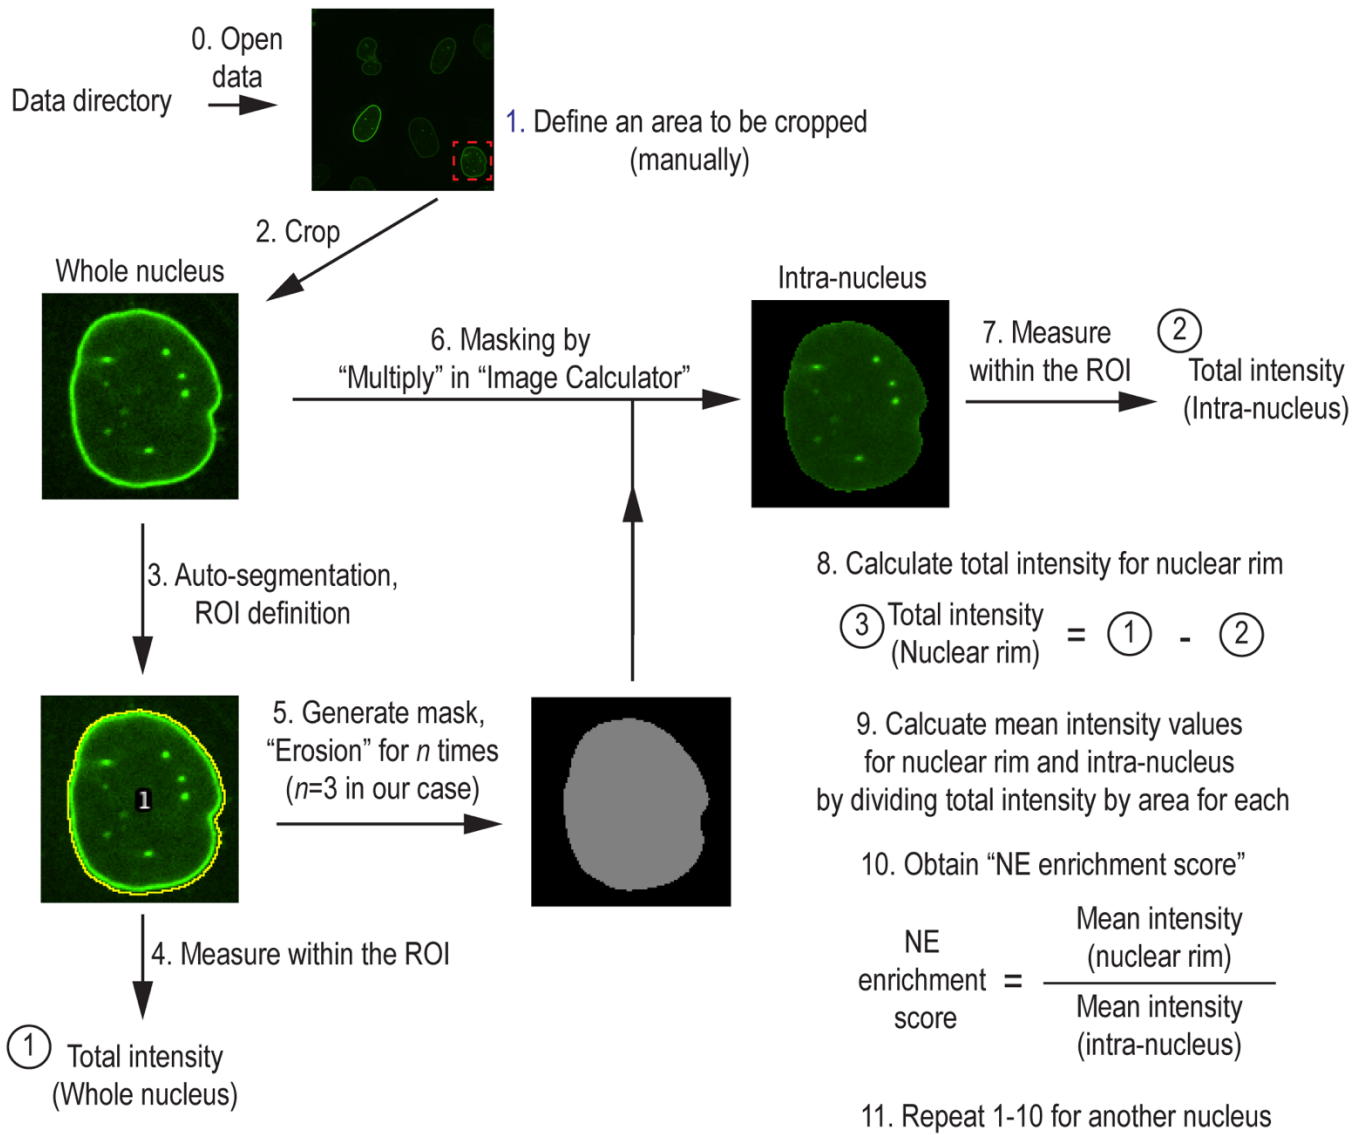 0. Open
data
Data directory
1. Define an area to be cropped
(manually)
2. Crop
Whole nucleus
Intra-nucleus
6. Masking by
“Multiply” in “Image Calculator”
7. Measure
within the ROI
2
Total intensity
(Intra-nucleus)
3. Auto-segmentation,
ROI definition
1
5. Generate mask,
“Erosion” for n times
(n=3 in our case)
4. Measure within the ROI
1
Total intensity
(Whole nucleus)
8. Calculate total intensity for nuclear rim
3 Total intensity
(Nuclear rim)
= 1 - 2
9. Calcuate mean intensity values
for nuclear rim and intra-nucleus
by dividing total intensity by area for each
10. Obtain “NE enrichment score”
NE
enrichment
score
=
Mean intensity
(nuclear rim)
Mean intensity
(intra-nucleus)
11. Repeat 1-10 for another nucleus